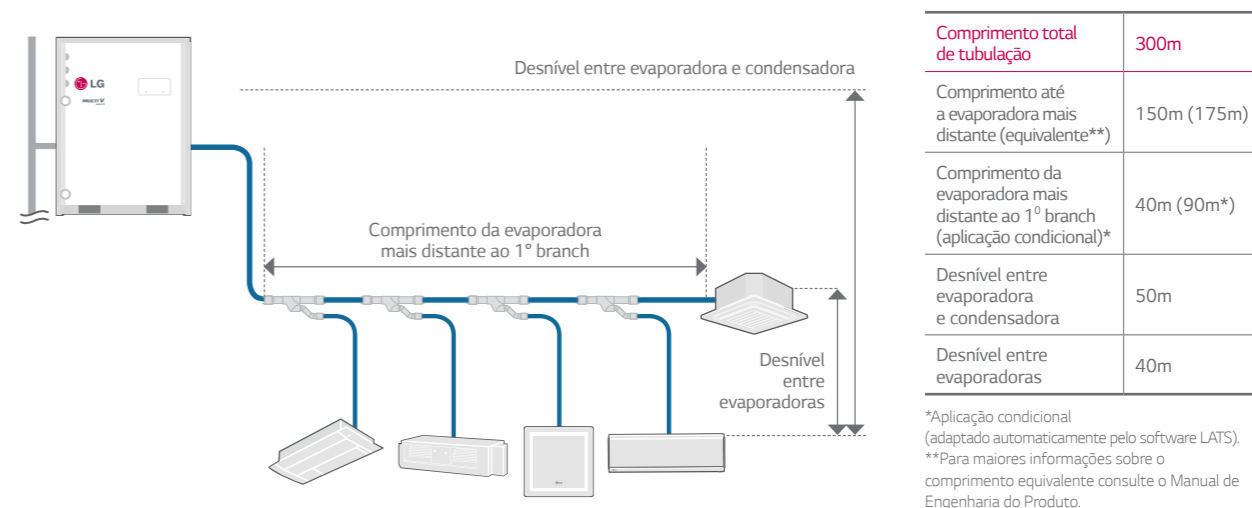 LG
MULTI V
Desnível entre evaporadora e condensadora
Comprimento da evaporadora
mais distante ao 1° branch
Desnível
entre
evaporadoras
Comprimento total
de tubulação
300m
Comprimento até
a evaporadora mais
distante (equivalente**)
150m (175m)
Comprimento da
evaporadora mais
distante ao 1⁰ branch
(aplicação condicional)*
40m (90m*)
Desnível entre
evaporadora
e condensadora
50m
Desnível entre
evaporadoras
40m
*Aplicação condicional
(adaptado automaticamente pelo software LATS).
**Para maiores informações sobre o
comprimento equivalente consulte o Manual de
Engenharia do Produto.